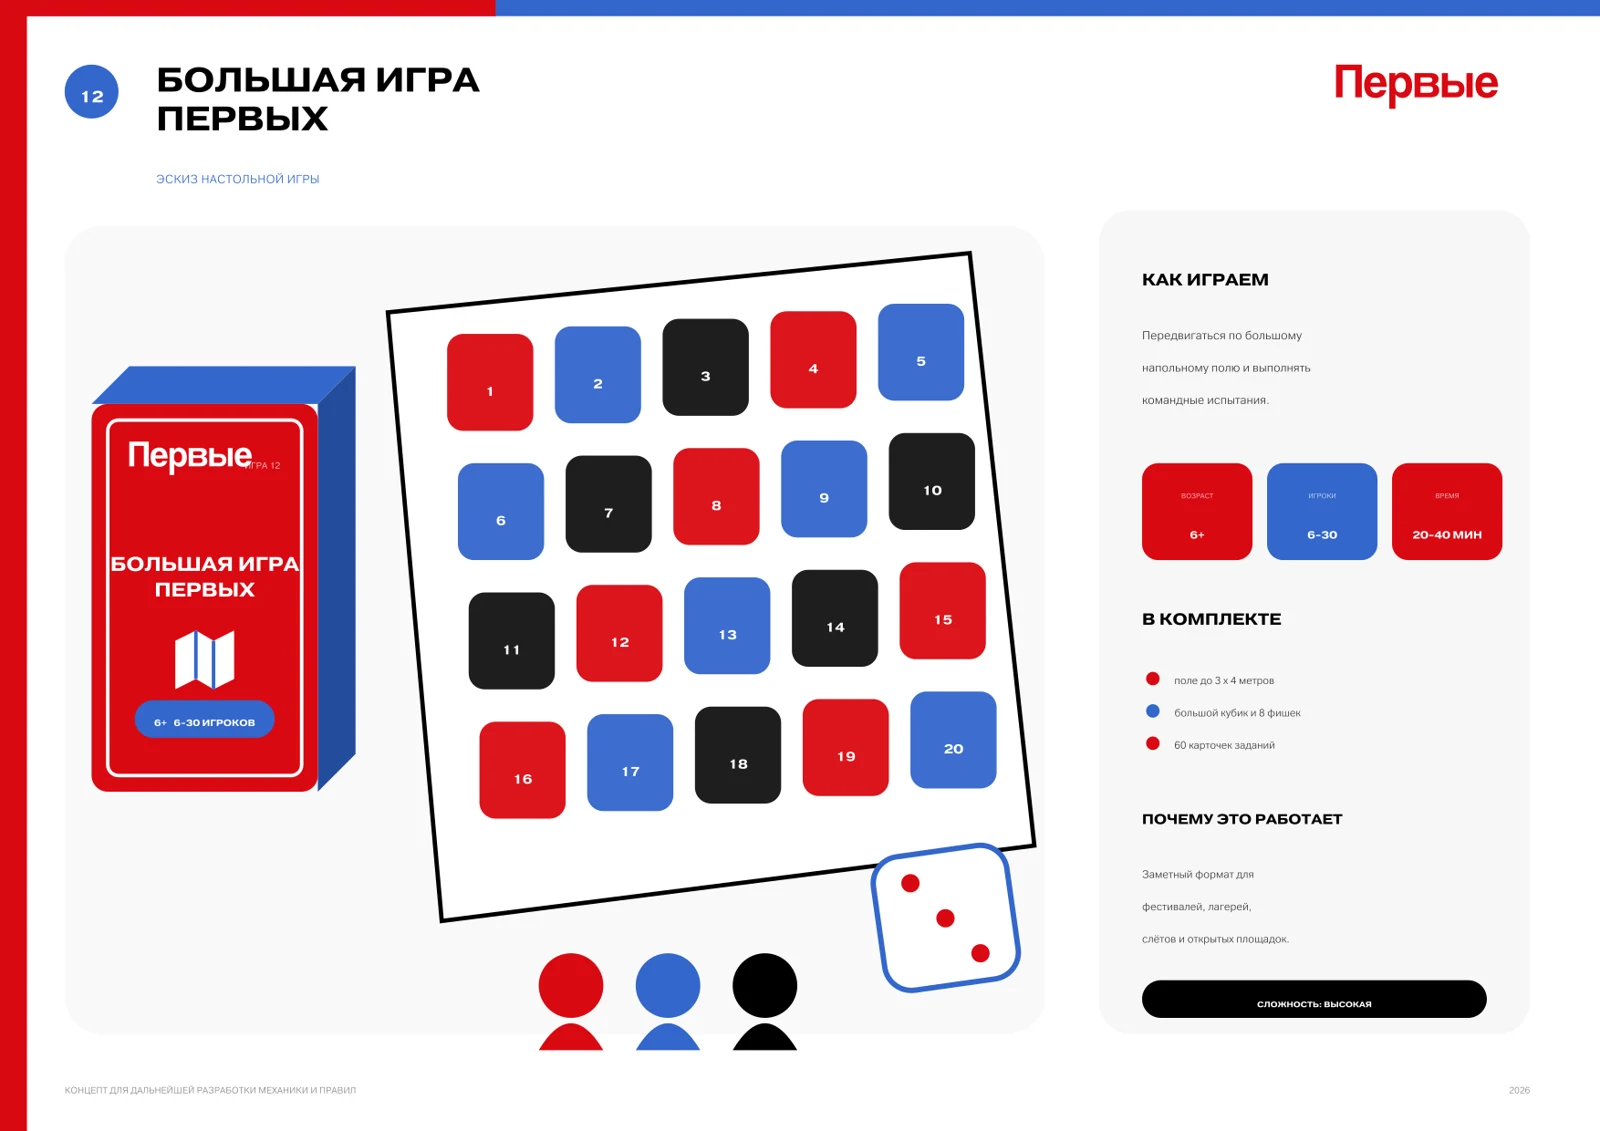 12
БОЛЬШАЯ ИГРА
ПЕРВЫХ
Первые
ЭСКИЗ НАСТОЛЬНОЙ ИГРЫ
Первые
ИГРА 12
БОЛЬШАЯ ИГРА
ПЕРВЫХ
6+ 6-30 ИГРОКОВ
1 2 3 4 5
6 7 8 9 10
11 12 13 14 15
16 17 18 19 20
КАК ИГРАЕМ
Передвигаться по большому
напольному полю и выполнять
командные испытания.
ВОЗРАСТ
6+
ИГРОКИ
6-30
ВРЕМЯ
20-40 МИН
В КОМПЛЕКТЕ
поле до 3 х 4 метров
большой кубик и 8 фишек
60 карточек заданий
ПОЧЕМУ ЭТО РАБОТАЕТ
Заметный формат для
фестивалей, лагерей,
слётов и открытых площадок.
СЛОЖНОСТЬ: ВЫСОКАЯ
КОНЦЕПТ ДЛЯ ДАЛЬНЕЙШЕЙ РАЗРАБОТКИ МЕХАНИКИ И ПРАВИЛ
2026